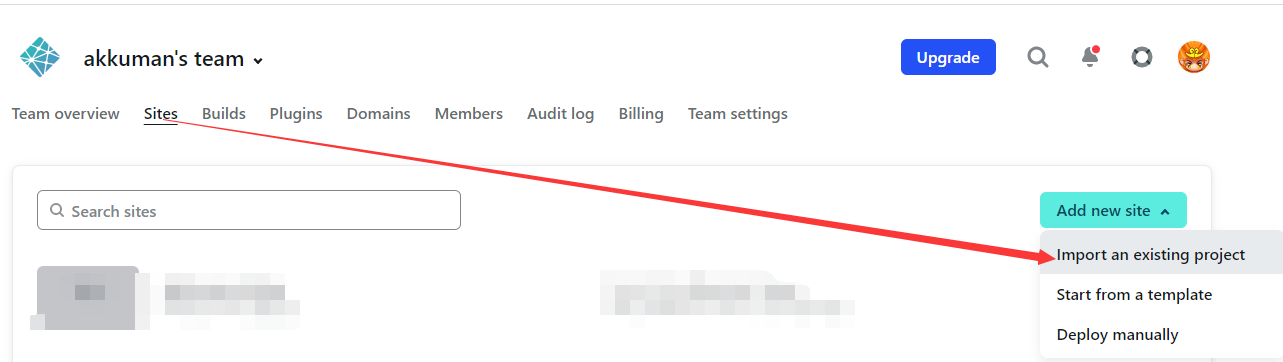 akkuman's team
Upgrade
Team overview Sites Builds Plugins Domains Members Audit log Billing Team settings
Search sites
Add new site
Import an existing project
Start from a template
Deploy manually